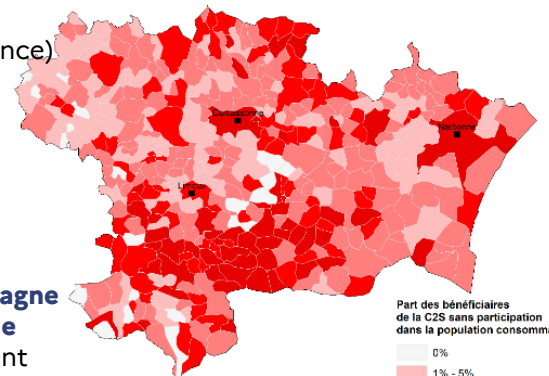 nce)
Carcassonne
Narbonne
Limoux
agne
e
nt
Part des bénéficiaires
de la C2S sans participation
dans la population consomma
0%
1% - 5%